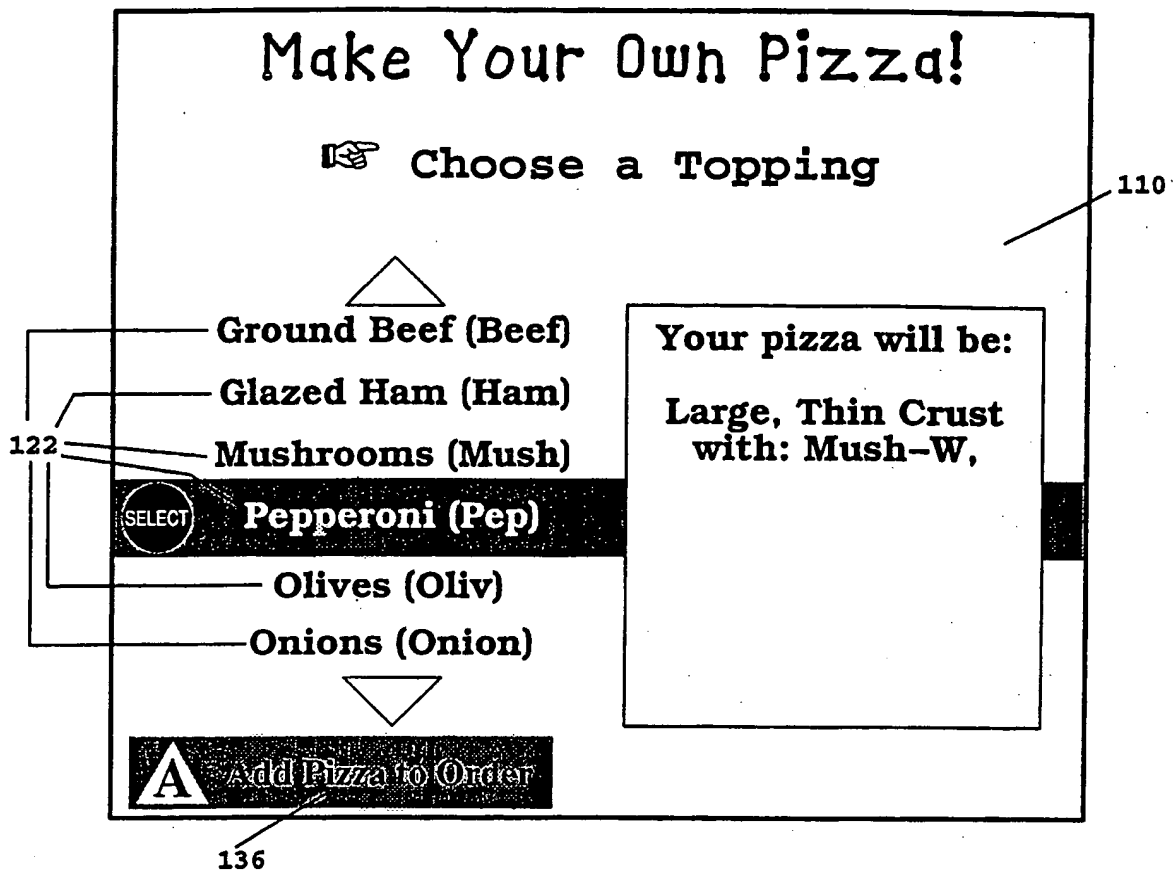 Make Your Own Pizza!
☞ Choose a Topping
110
Ground Beef (Beef)
Glazed Ham (Ham)
122
Mushrooms (Mush)
SELECT
Pepperoni (Pep)
Olives (Oliv)
Onions (Onion)
Your pizza will be:
Large, Thin Crust
with: Mush–W,
A Add Pizza to Order
136